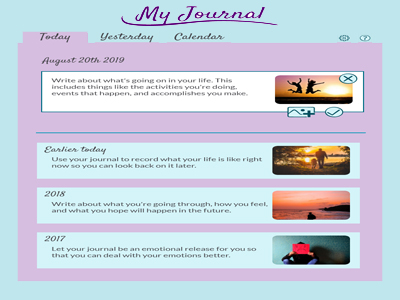 My Journal
Today Yesterday Calendar
August 20th 2019
Write about what's going on in your life. This
includes things like the activities you're doing,
events that happen, and accomplishes you make.
Earlier today
Use your journal to record what your life is like right
now so you can look back on it later.
2018
Write about what you're going through, how you feel,
and what you hope will happen in the future.
2017
Let your journal be an emotional release for you so
that you can deal with your emotions better.